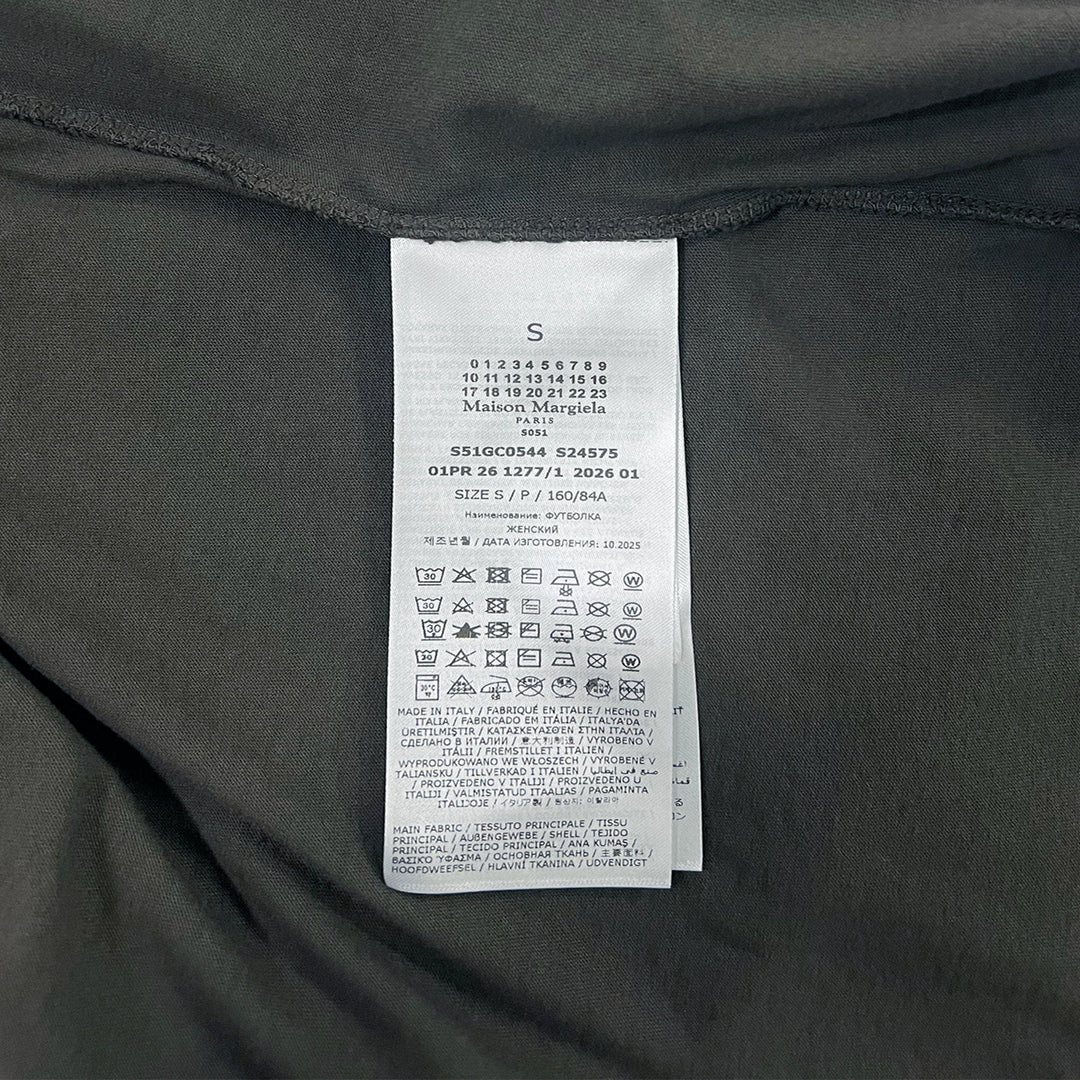 S
0 1 2 3 4 5 6 7 8 9
10 11 12 13 14 15 16
17 18 19 20 21 22 23
Maison Margiela
PARIS
S051
S51GC0544 S24575
01PR 26 1277/1 2026 01
SIZE S / P / 160/84A
Наименование: ФУТБОЛКА
ЖЕНСКИЙ
제조년월 / ДАТА ИЗГОТОВЛЕНИЯ: 10.2025
MADE IN ITALY / FABRIQUÉ EN ITALIE / HECHO EN
ITALIA / FABRICADO EM ITÁLIA / ITALYA'DA
ÜRETILMIŞTIR / ΚΑΤΑΣΚΕΥΑΣΘΕΝ ΣΤΗΝ ΙΤΑΛΙΑ /
СДЕЛАНО В ИТАЛИИ / 意大利制造 / VYROBENO V
ITÁLII / FREMSTILLET I ITALIEN /
WYPRODUKOWANO WE WŁOSZECH / VYROBENÉ V
TALIANSKU / TILLVERKAD I ITALIEN / صنع في إيطاليا
/ PROIZVEDENO V ITALIJI / PROIZVEDENO U
ITALIJI / VALMISTATUD ITAALIAS / PAGAMINTA
ITALIJOJE / イタリア製 / 원산지: 이탈리아
MAIN FABRIC / TESSUTO PRINCIPALE / TISSU
PRINCIPAL / AUßENGEWEBE / SHELL / TEJIDO
PRINCIPAL / TECIDO PRINCIPAL / ANA KUMAŞ /
ΒΑΣΙΚΌ ΎΦΑΣΜΑ / ОСНОВНАЯ ТКАНЬ / 主要面料 /
HOOFDWEEFSEL / HLAVNÍ TKANINA / UDVENDIGT